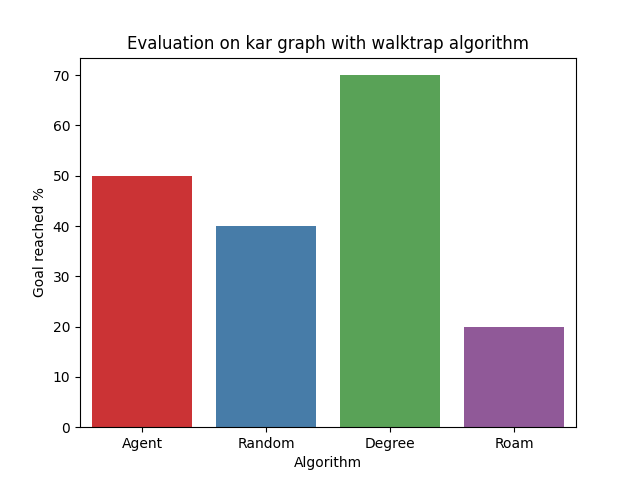 Evaluation on kar graph with walktrap algorithm
Goal reached %
70
60
50
40
30
20
10
0
Agent
Random
Degree
Roam
Algorithm